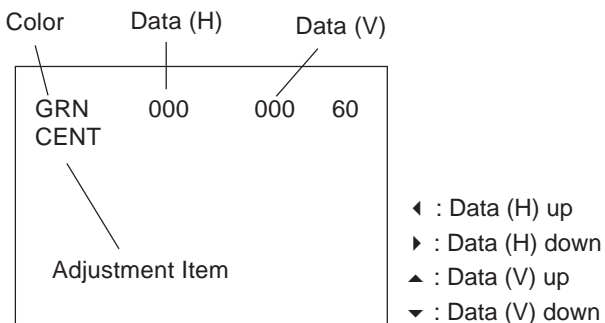 Color Data (H) Data (V)
GRN 000 000 60
CENT
Adjustment Item
◂ : Data (H) up
▸ : Data (H) down
▴ : Data (V) up
▾ : Data (V) down